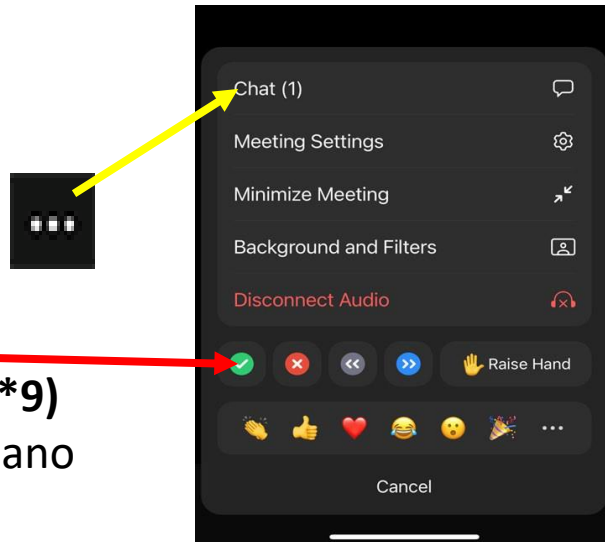 Chat (1)
Meeting Settings
Minimize Meeting
Background and Filters
Disconnect Audio
Raise Hand
*9)
ano
Cancel